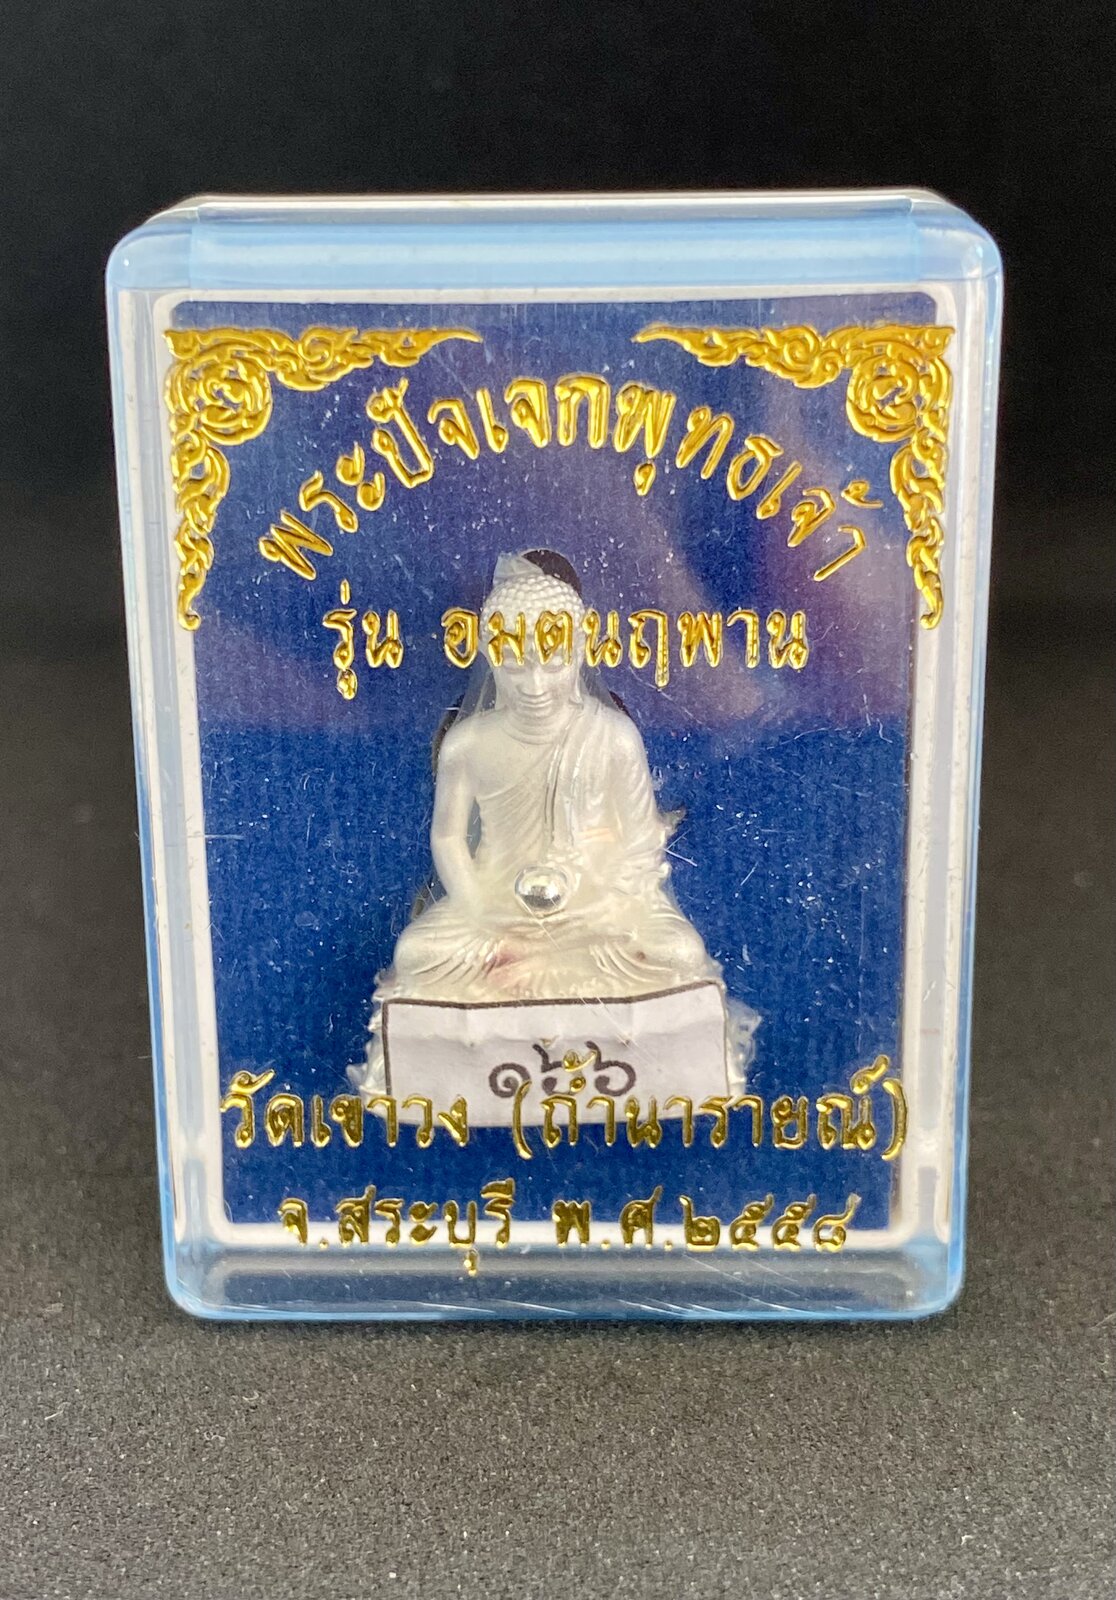 พระปัจเจกพุทธเจ้า
รุ่น อมตนฤพาน
๑๖๖
วัดเขาวง (ถ้ำนารายณ์)
จ.สระบุรี พ.ศ.๒๕๕๘